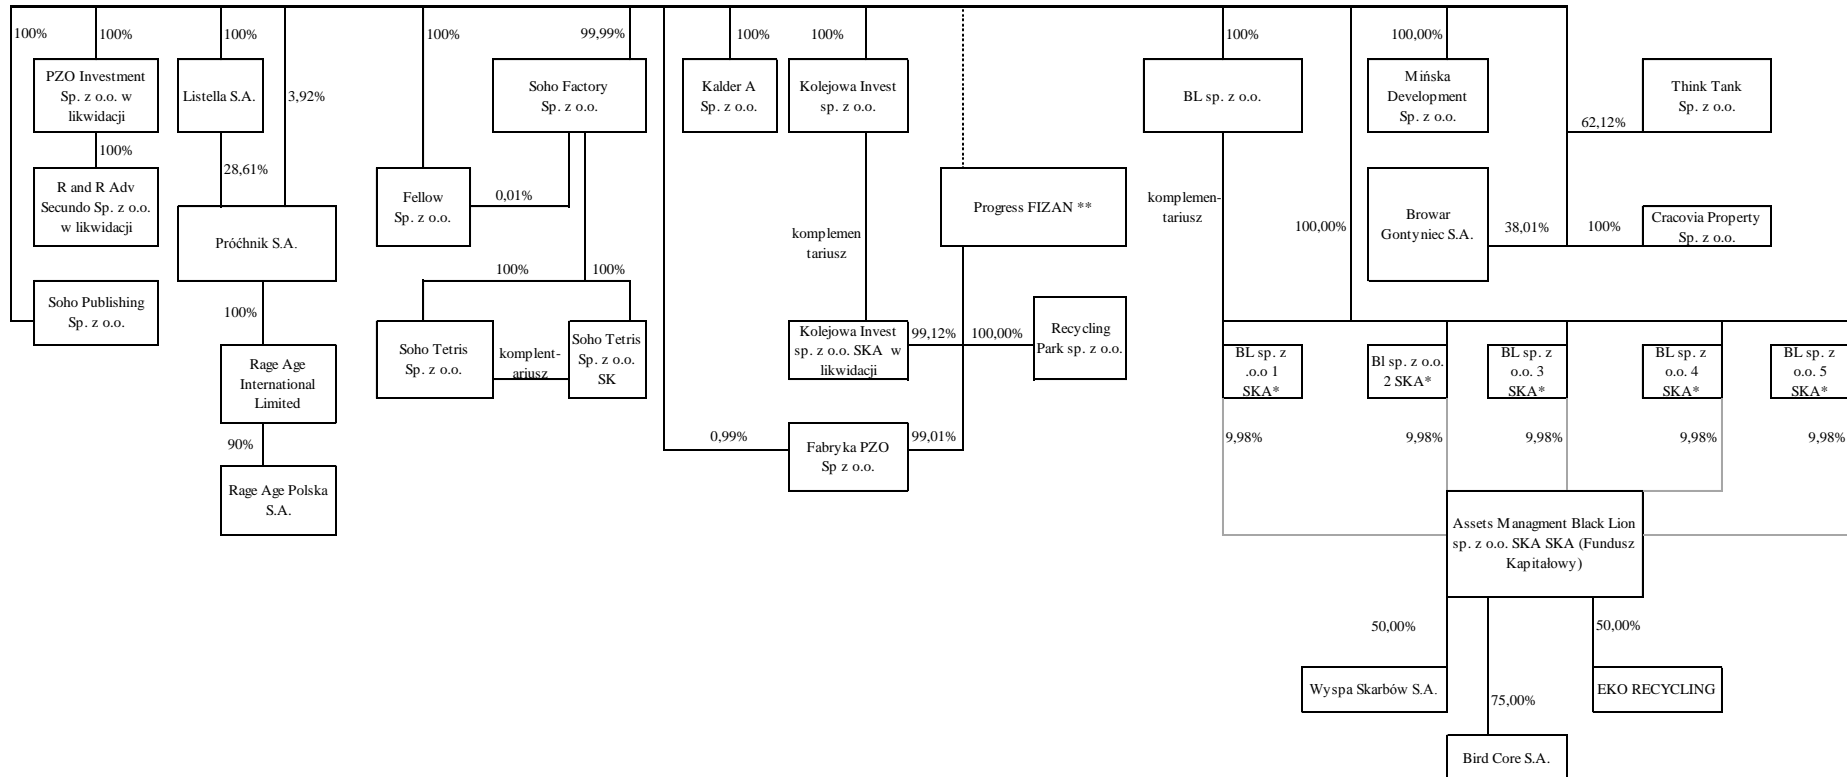 100%
100%
100%
100%
99,99%
100%
100%
100%
100,00%
PZO Investment
Sp. z o.o. w
likwidacji
Listella S.A.
3,92%
Soho Factory
Sp. z o.o.
Kalder A
Sp. z o.o.
Kolejowa Invest
sp. z o.o.
BL sp. z o.o.
Mińska
Development
Sp. z o.o.
Think Tank
Sp. z o.o.
62,12%
100%
28,61%
R and R Adv
Secundo Sp. z o.o.
w likwidacji
Fellow
Sp. z o.o.
0,01%
Progress FIZAN **
komplemen-
tariusz
100,00%
Browar
Gontyniec S.A.
38,01%
100%
Cracovia Property
Sp. z o.o.
Próchnik S.A.
komplemen
tariusz
100%
100%
Soho Publishing
Sp. z o.o.
100%
Soho Tetris
Sp. z o.o.
komplent-
ariusz
Soho Tetris
Sp. z o.o.
SK
Kolejowa Invest
sp. z o.o. SKA w
likwidacji
99,12%
100,00%
Recycling
Park sp. z o.o.
Rage Age
International
Limited
BL sp. z
.o.o 1
SKA*
Bl sp. z o.o.
2 SKA*
BL sp. z
o.o. 3
SKA*
BL sp. z
o.o. 4
SKA*
BL sp. z
o.o. 5
SKA*
90%
0,99%
Fabryka PZO
Sp z o.o.
99,01%
9,98%
9,98%
9,98%
9,98%
9,98%
Rage Age Polska
S.A.
Assets Managment Black Lion
sp. z o.o. SKA SKA (Fundusz
Kapitałowy)
50,00%
50,00%
Wyspa Skarbów S.A.
75,00%
EKO RECYCLING
Bird Core S.A.